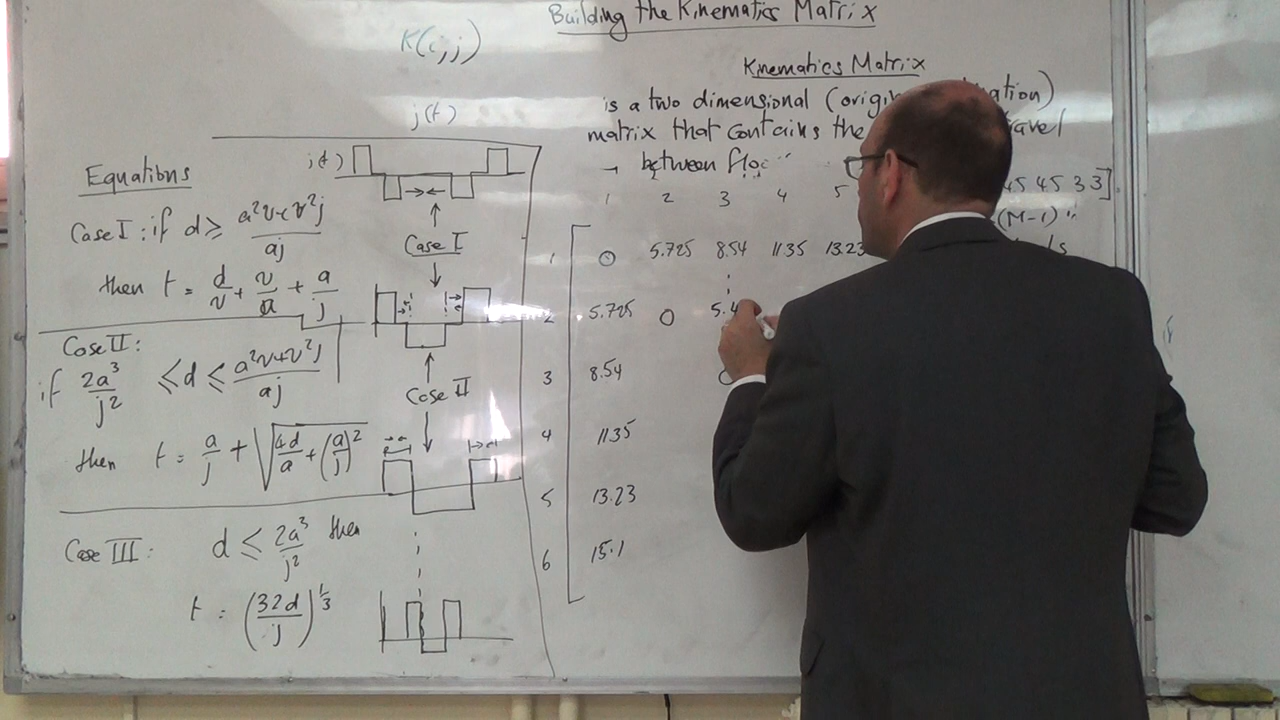 Building the Kinematics Matrix
K(i,j)
Kinematics Matrix
is a two dimensional (origin
matrix that contains the
between
j(t)
j(t)
Equations
Case I: if d ≥ a²v+v²j / aj
then t = d/v + v/a + a/j
Case I
Case II:
if 2a³/j² ≤ d ≤ a²v+v²j / aj
then t = a/j + √(4d/a + (a/j)²)
Case II
Case III: d ≤ 2a³/j² then
t = (32d/j)^1/3
45 45 3 3]
(M-1)
1 2 3 4 5
1 0 5.725 8.54 11.35 13.23
2 5.725 0 5.4
3 8.54 0
4 11.35
5 13.23
6 15.1